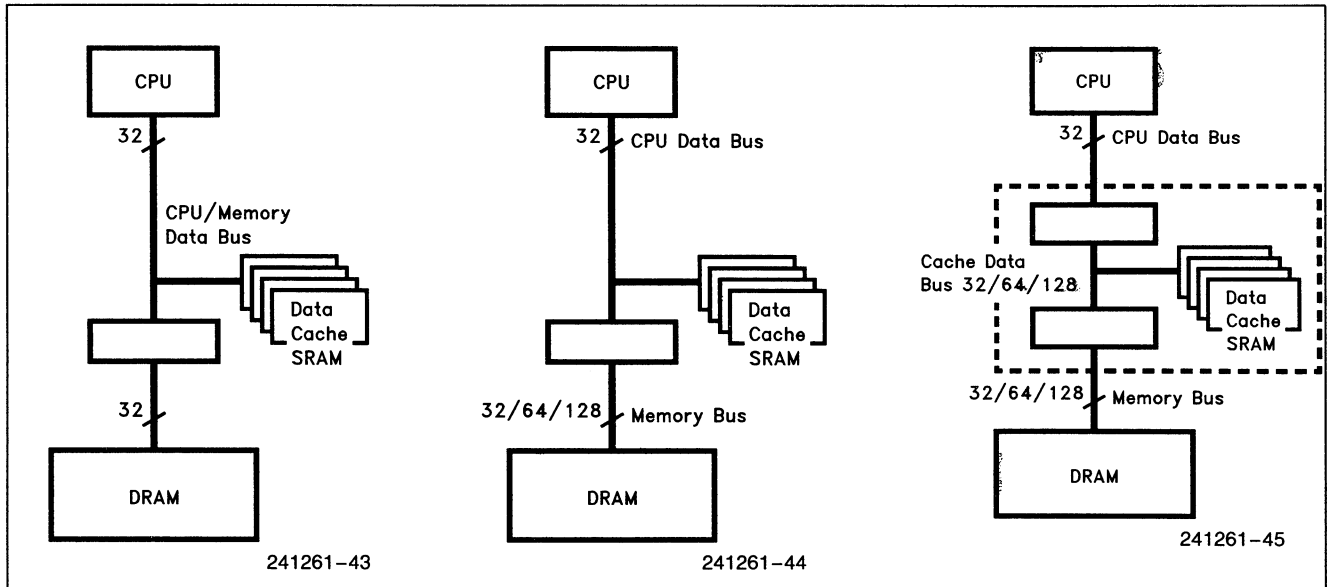 CPU
32
CPU/Memory
Data Bus
Data
Cache
SRAM
32
DRAM
241261-43
CPU
32
CPU Data Bus
Data
Cache
SRAM
32/64/128
Memory Bus
DRAM
241261-44
CPU
32
CPU Data Bus
Cache Data
Bus 32/64/128
Data
Cache
SRAM
32/64/128
Memory Bus
DRAM
241261-45